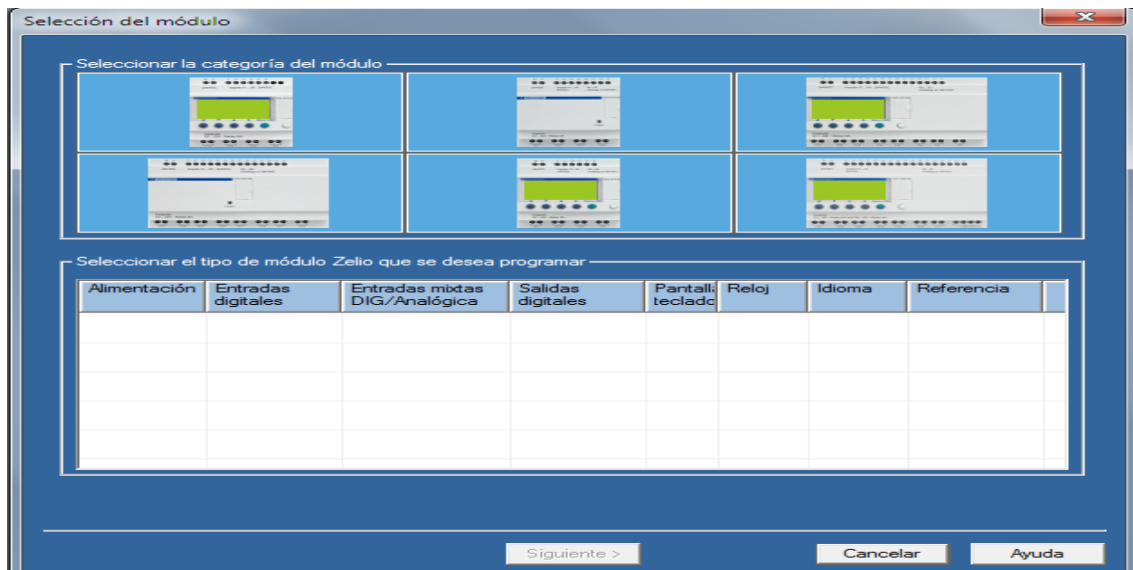 Selección del módulo
Seleccionar la categoría del módulo
Seleccionar el tipo de módulo Zelio que se desea programar
Alimentación
Entradas
digitales
Entradas mixtas
DIG/Analógica
Salidas
digitales
Pantall
teclado
Reloj
Idioma
Referencia
Siguiente >
Cancelar
Ayuda